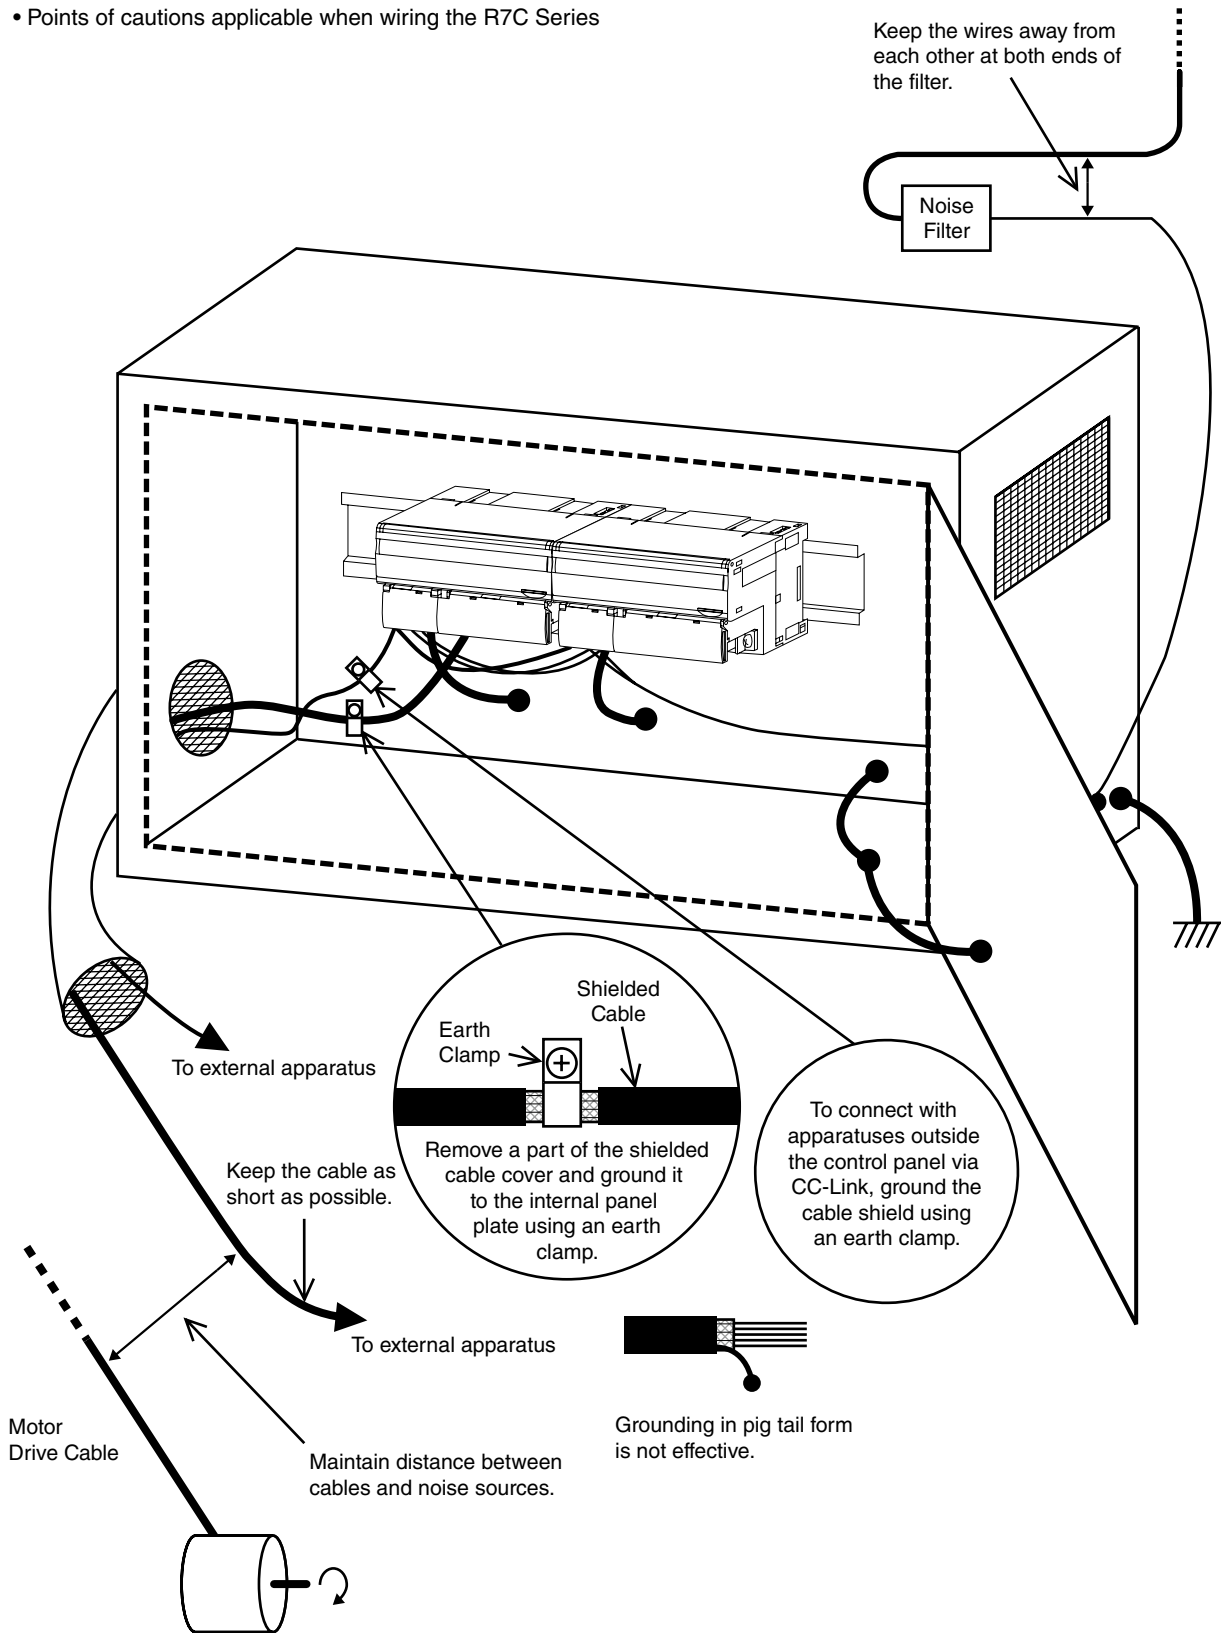 • Points of cautions applicable when wiring the R7C Series
Keep the wires away from
each other at both ends of
the filter.
Noise
Filter
Shielded
Cable
Earth
Clamp
To external apparatus
Remove a part of the shielded
cable cover and ground it
to the internal panel
plate using an earth
clamp.
To connect with
apparatuses outside
the control panel via
CC-Link, ground the
cable shield using
an earth clamp.
Keep the cable as
short as possible.
To external apparatus
Motor
Drive Cable
Maintain distance between
cables and noise sources.
Grounding in pig tail form
is not effective.